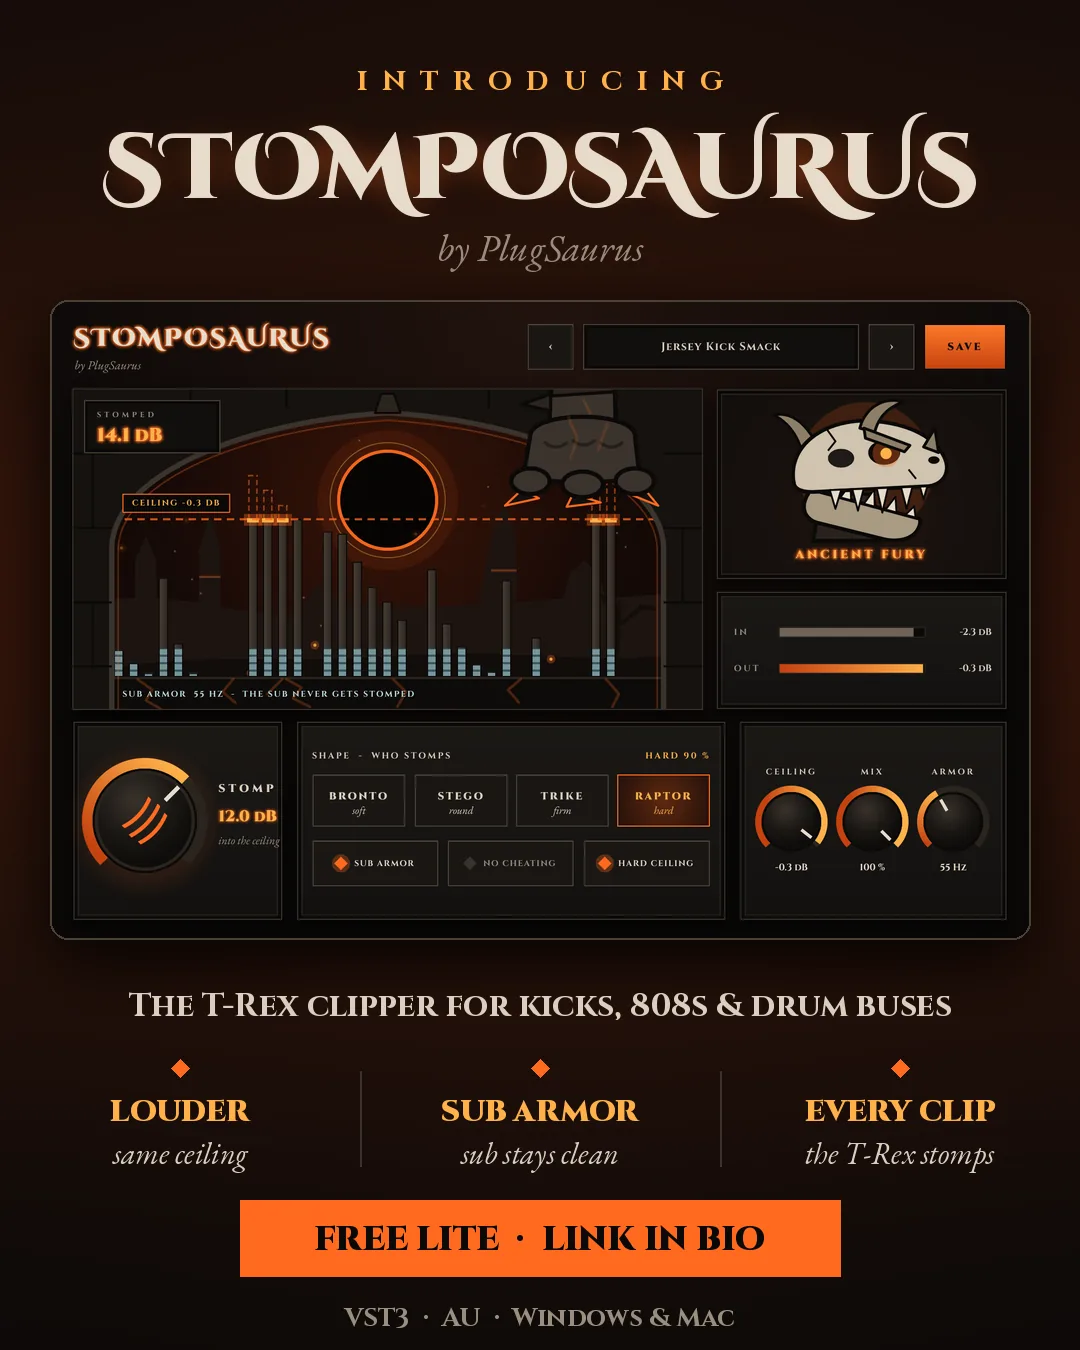 INTRODUCING
STOMPOSAURUS
by PlugSaurus
STOMPOSAURUS
by PlugSaurus
‹
JERSEY KICK SMACK
›
SAVE
STOMPED
14.1 DB
CEILING -0.3 DB
SUB ARMOR 55 HZ - THE SUB NEVER GETS STOMPED
ANCIENT FURY
IN -2.3 DB
OUT -0.3 DB
STOMP
12.0 DB
into the ceiling
SHAPE - WHO STOMPS HARD 90 %
BRONTO STEGO TRIKE RAPTOR
soft round firm hard
SUB ARMOR NO CHEATING HARD CEILING
CEILING MIX ARMOR
-0.3 DB 100 % 55 HZ
THE T-REX CLIPPER FOR KICKS, 808S & DRUM BUSES
LOUDER
same ceiling
SUB ARMOR
sub stays clean
EVERY CLIP
the T-Rex stomps
FREE LITE · LINK IN BIO
VST3 · AU · WINDOWS & MAC